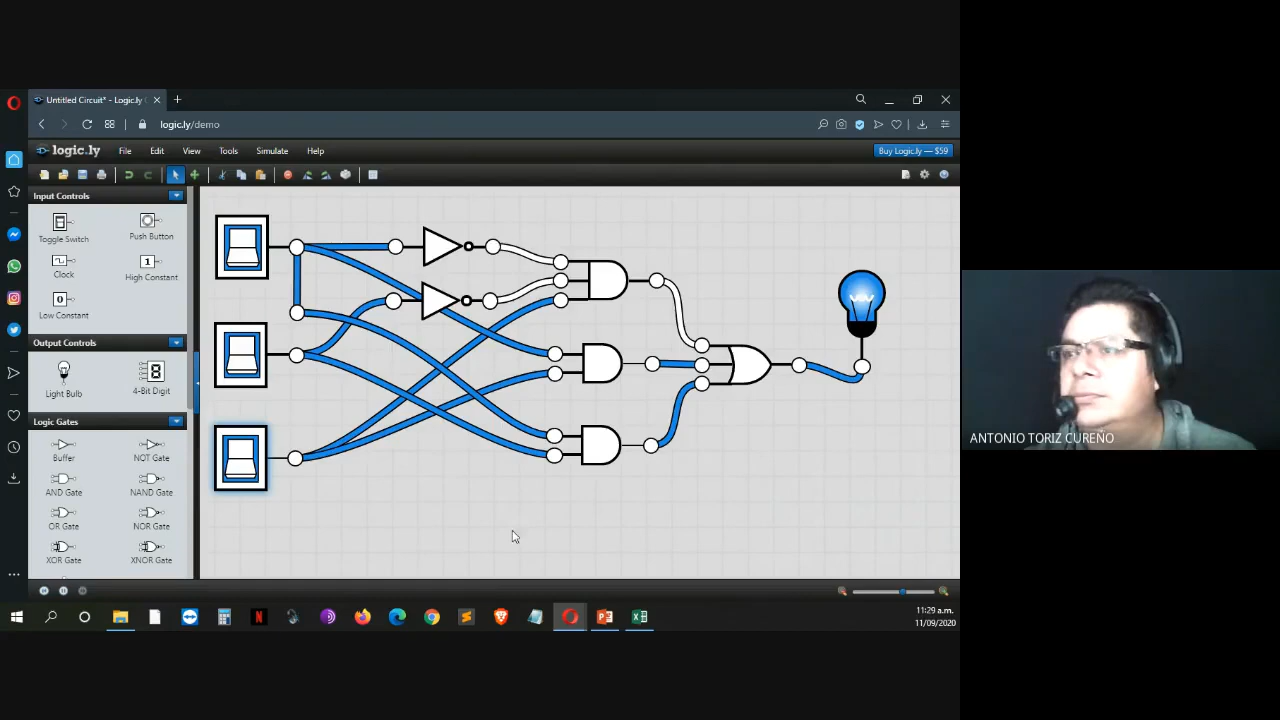 Untitled Circuit* - Logic.ly
logic.ly/demo
logic.ly File Edit View Tools Simulate Help Buy Logic.ly — $59
Input Controls
Toggle Switch Push Button
Clock High Constant
1
0
Low Constant
Output Controls
Light Bulb 4-Bit Digit
Logic Gates
Buffer NOT Gate
AND Gate NAND Gate
OR Gate NOR Gate
XOR Gate XNOR Gate
ANTONIO TORIZ CUREÑO
11:29 a.m.
11/09/2020